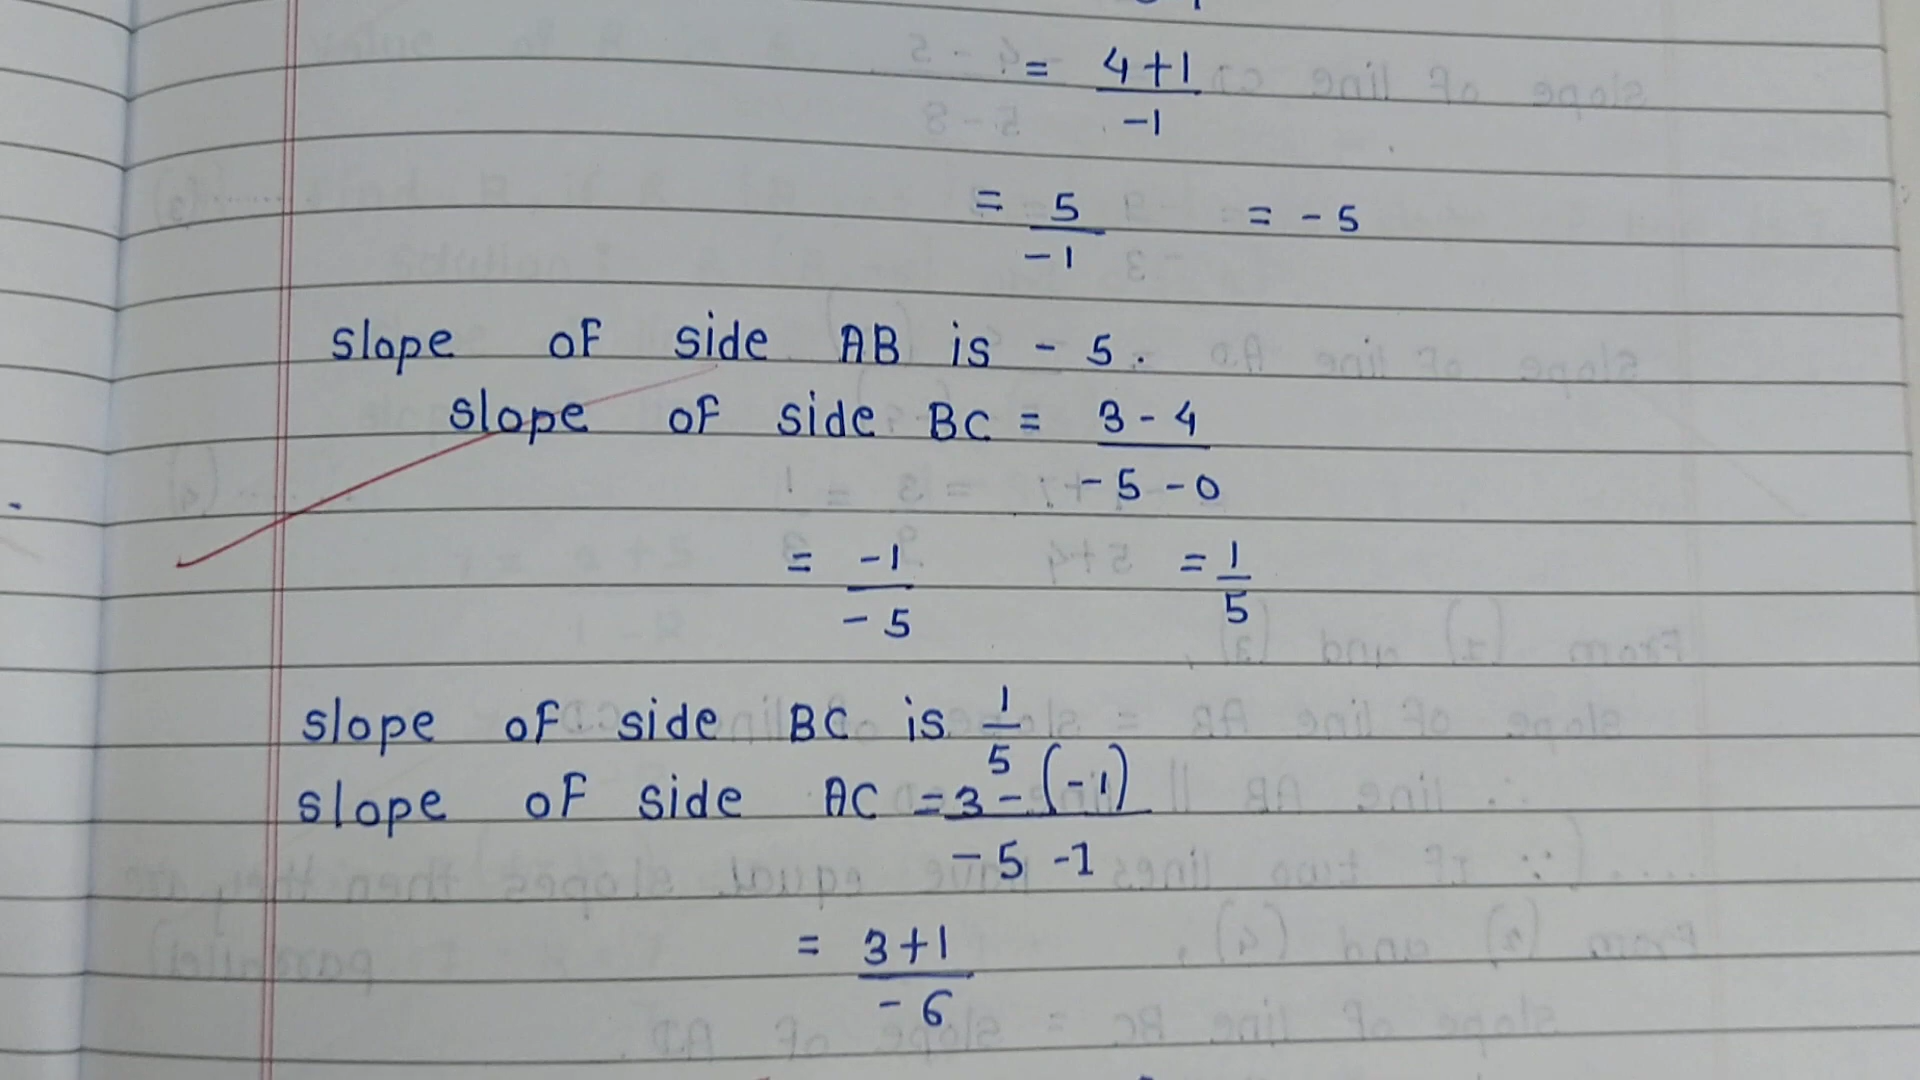 = 4+1
-1
= 5 = -5
-1
slope of side AB is -5.
slope of side BC = 3-4
-5-0
= -1 = 1
-5 5
slope of side BC is 1
5
slope of side AC = 3-(-1)
-5-1
= 3+1
-6